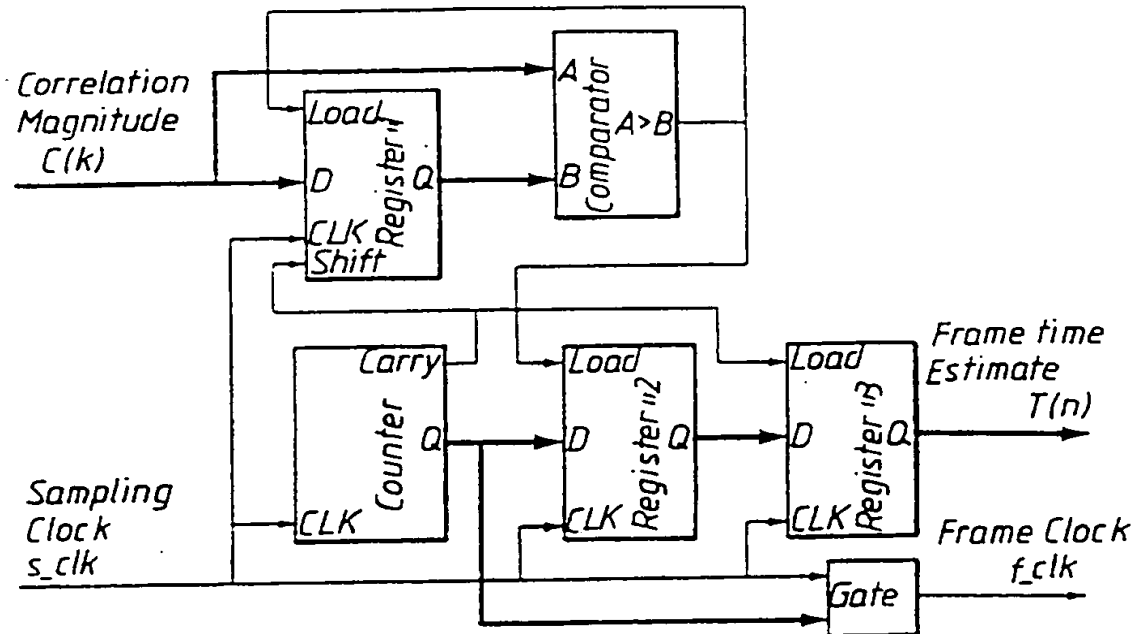 Correlation
Magnitude
C(k)
Load
D
Q
CLK
Shift
Register"1
A
B
A>B
Comparator
Carry
Q
CLK
Counter
Load
D
Q
CLK
Register"2
Load
D
Q
CLK
Register"3
Frame time
Estimate
T(n)
Sampling
Clock
s_clk
Gate
Frame Clock
f_clk